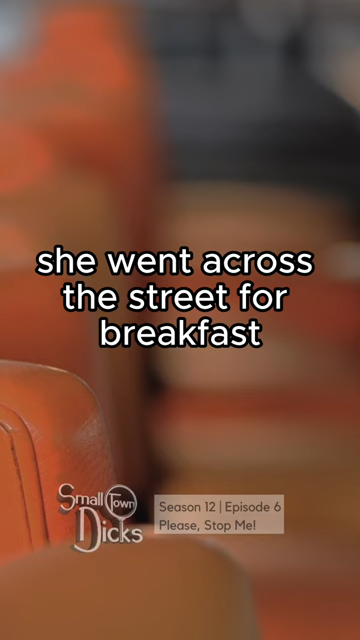 she went across
the street for
breakfast
Small Town
Dicks
Season 12 | Episode 6
Please, Stop Me!